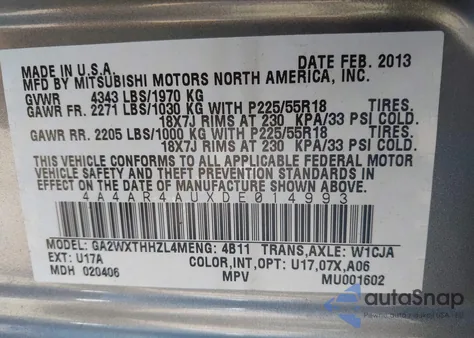 MADE IN U.S.A. DATE FEB. 2013
MFD BY MITSUBISHI MOTORS NORTH AMERICA, INC.
GVWR 4343 LBS/1970 KG
GAWR FR. 2271 LBS/1030 KG WITH P225/55R18 TIRES.
18X7J RIMS AT 230 KPA/33 PSI COLD.
GAWR RR. 2205 LBS/1000 KG WITH P225/55R18 TIRES.
18X7J RIMS AT 230 KPA/33 PSI COLD.
THIS VEHICLE CONFORMS TO ALL APPLICABLE FEDERAL MOTOR
VEHICLE SAFETY AND THEFT PREVENTION STANDARDS IN
EFFECT ON THE DATE OF MANUFACTURE SHOWN ABOVE.
4A4AR4AUXDE014993
MODEL: GA2WXTHHZL4M ENG: 4B11 TRANS,AXLE: W1CJA
EXT: U17A COLOR,INT,OPT: U17,07X,A06
MDH 020406 MPV MU001602
autoSnap